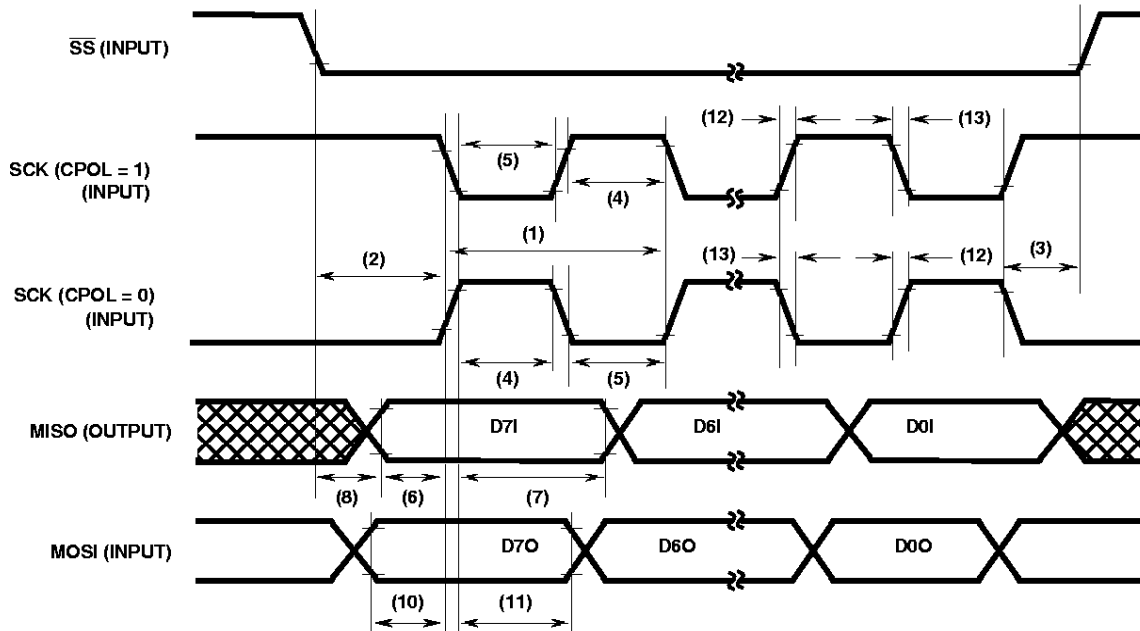 SS (INPUT)
(12)
(13)
SCK (CPOL = 1)
(INPUT)
(5)
(4)
(1)
(2)
(13)
(12)
(3)
SCK (CPOL = 0)
(INPUT)
(4)
(5)
MISO (OUTPUT)
D7I
D6I
D0I
(8)
(6)
(7)
MOSI (INPUT)
D7O
D6O
D0O
(10)
(11)